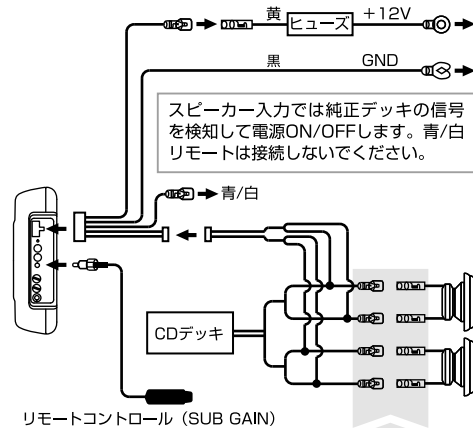 黄
ヒューズ
+12V
黒
GND
スピーカー入力では純正デッキの信号
を検知して電源ON/OFFします。青/白
リモートは接続しないでください。
青/白
CDデッキ
リモートコントロール（SUB GAIN）